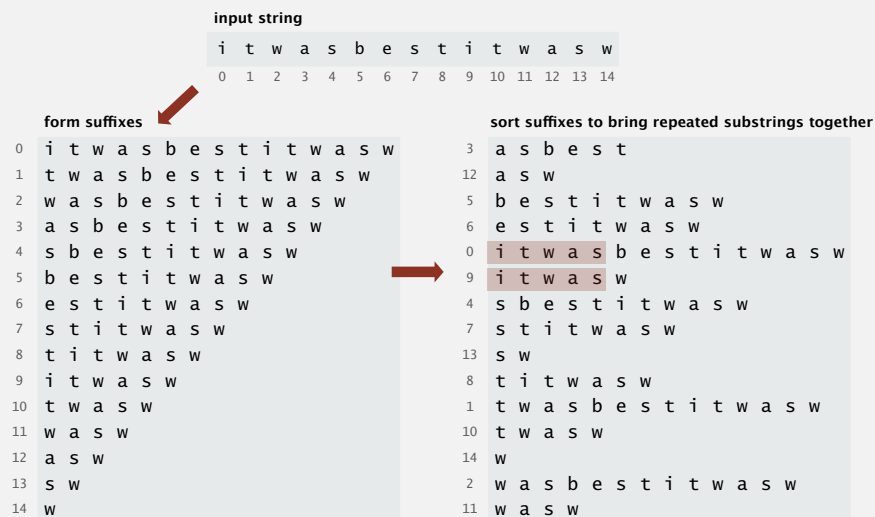 input string
i t w a s b e s t i t w a s w
0 1 2 3 4 5 6 7 8 9 10 11 12 13 14
form suffixes
0 i t w a s b e s t i t w a s w
1 t w a s b e s t i t w a s w
2 w a s b e s t i t w a s w
3 a s b e s t i t w a s w
4 s b e s t i t w a s w
5 b e s t i t w a s w
6 e s t i t w a s w
7 s t i t w a s w
8 t i t w a s w
9 i t w a s w
10 t w a s w
11 w a s w
12 a s w
13 s w
14 w
sort suffixes to bring repeated substrings together
3 a s b e s t
12 a s w
5 b e s t i t w a s w
6 e s t i t w a s w
0 i t w a s b e s t i t w a s w
9 i t w a s w
4 s b e s t i t w a s w
7 s t i t w a s w
13 s w
8 t i t w a s w
1 t w a s b e s t i t w a s w
10 t w a s w
14 w
2 w a s b e s t i t w a s w
11 w a s w